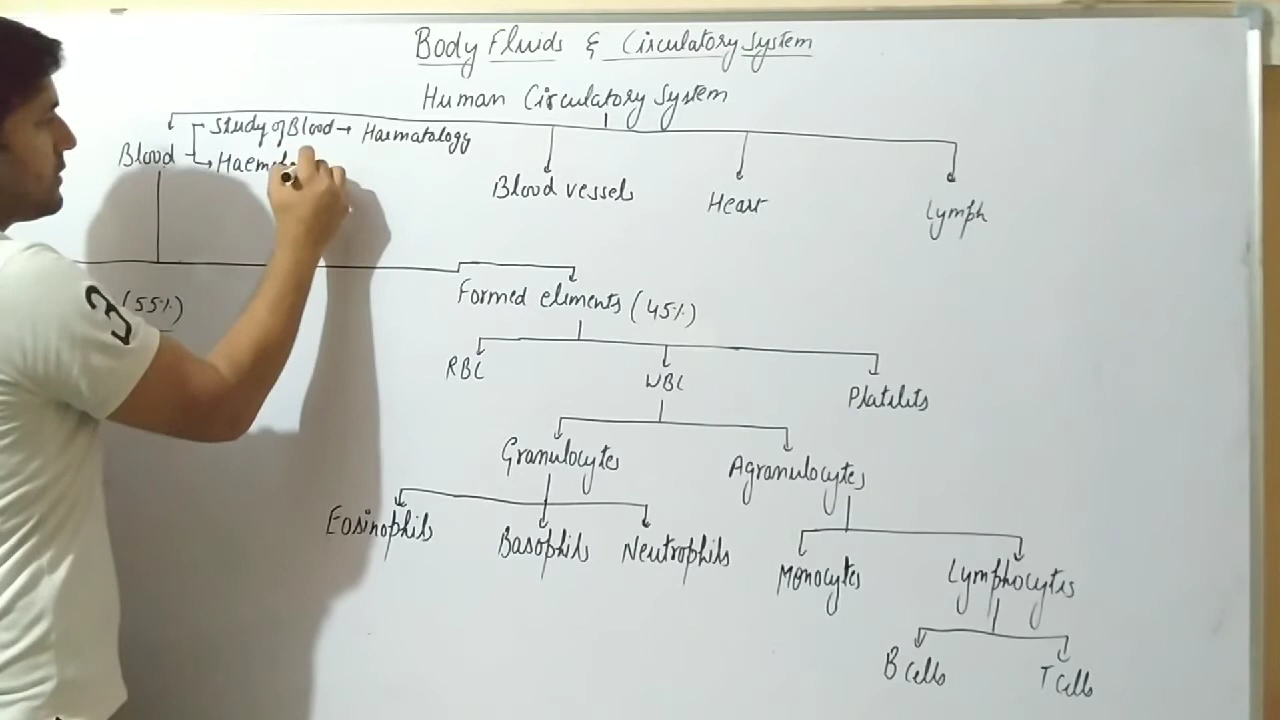 Body Fluids & Circulatory System
Human Circulatory System
Study of Blood → Haematology
Blood
Blood vessels
Heart
Lymph
3
(55%)
Formed elements (45%)
RBC
WBC
Platelets
Granulocytes
Agranulocytes
Eosinophils
Basophils
Neutrophils
Monocytes
Lymphocytes
B Cells
T Cells